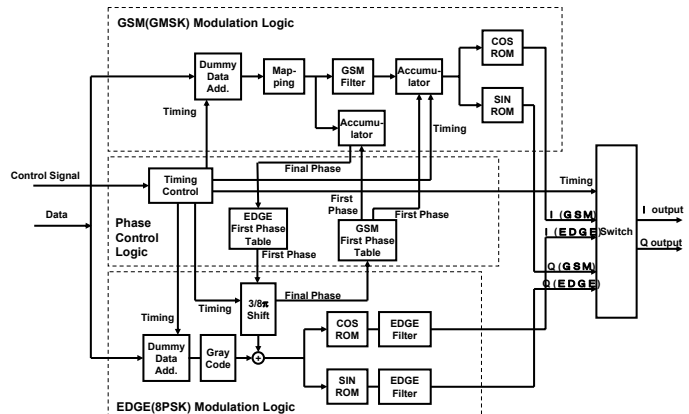 GSM(GMSK) Modulation Logic
Dummy
Data
Add.
Map-
ping
GSM
Filter
Accumu-
lator
COS
ROM
SIN
ROM
Timing
Accumu-
lator
Timing
Final Phase
Control Signal
Timing
Control
Timing
First
Phase
First Phase
Data
Phase
Control
Logic
EDGE
First Phase
Table
GSM
First Phase
Table
I (GSM)
I (EDGE)
Switch
I output
Q output
Q (GSM)
Q (EDGE)
First Phase
3/8π
Shift
Final Phase
Timing
Timing
Dummy
Data
Add.
Gray
Code
+
COS
ROM
EDGE
Filter
SIN
ROM
EDGE
Filter
EDGE(8PSK) Modulation Logic